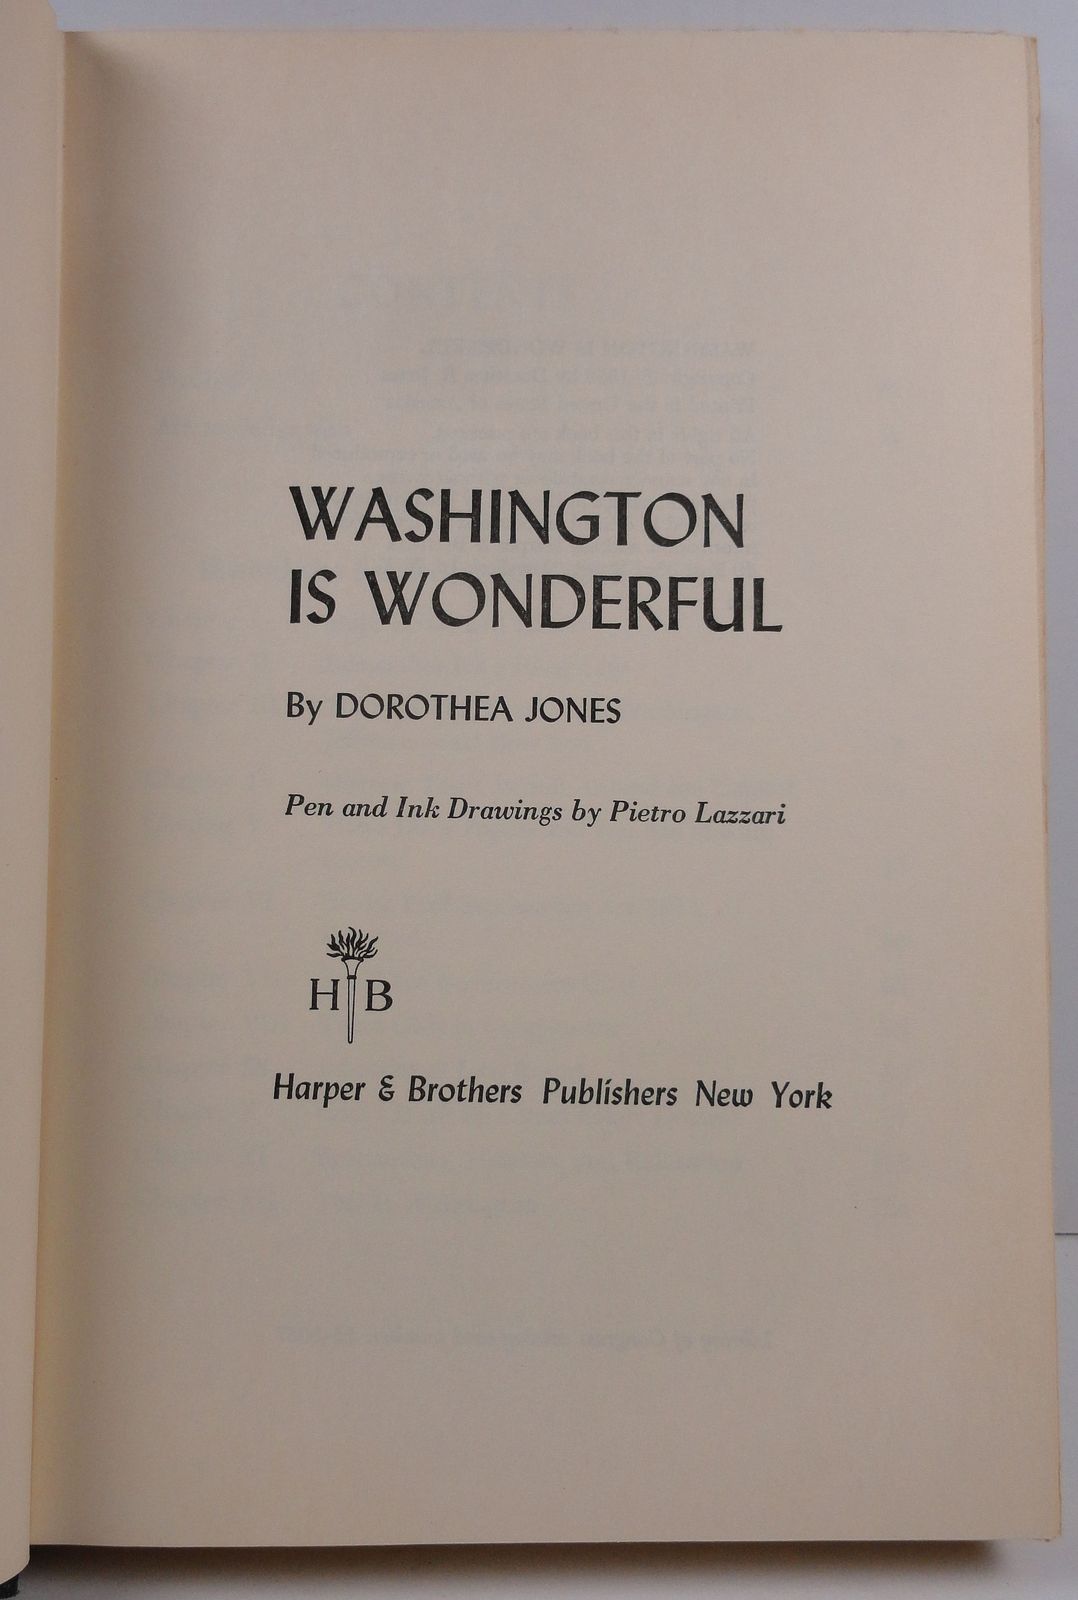 WASHINGTON
IS WONDERFUL
By DOROTHEA JONES
Pen and Ink Drawings by Pietro Lazzari
H B
Harper & Brothers Publishers New York